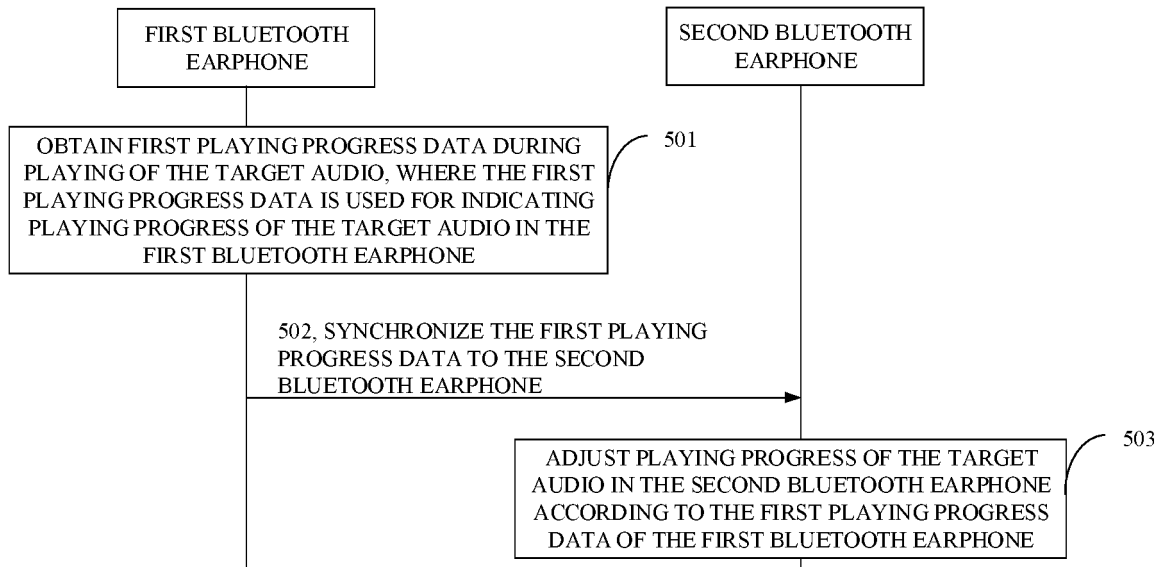 FIRST BLUETOOTH
EARPHONE
SECOND BLUETOOTH
EARPHONE
OBTAIN FIRST PLAYING PROGRESS DATA DURING
PLAYING OF THE TARGET AUDIO, WHERE THE FIRST
PLAYING PROGRESS DATA IS USED FOR INDICATING
PLAYING PROGRESS OF THE TARGET AUDIO IN THE
FIRST BLUETOOTH EARPHONE
501
502, SYNCHRONIZE THE FIRST PLAYING
PROGRESS DATA TO THE SECOND
BLUETOOTH EARPHONE
503
ADJUST PLAYING PROGRESS OF THE TARGET
AUDIO IN THE SECOND BLUETOOTH EARPHONE
ACCORDING TO THE FIRST PLAYING PROGRESS
DATA OF THE FIRST BLUETOOTH EARPHONE